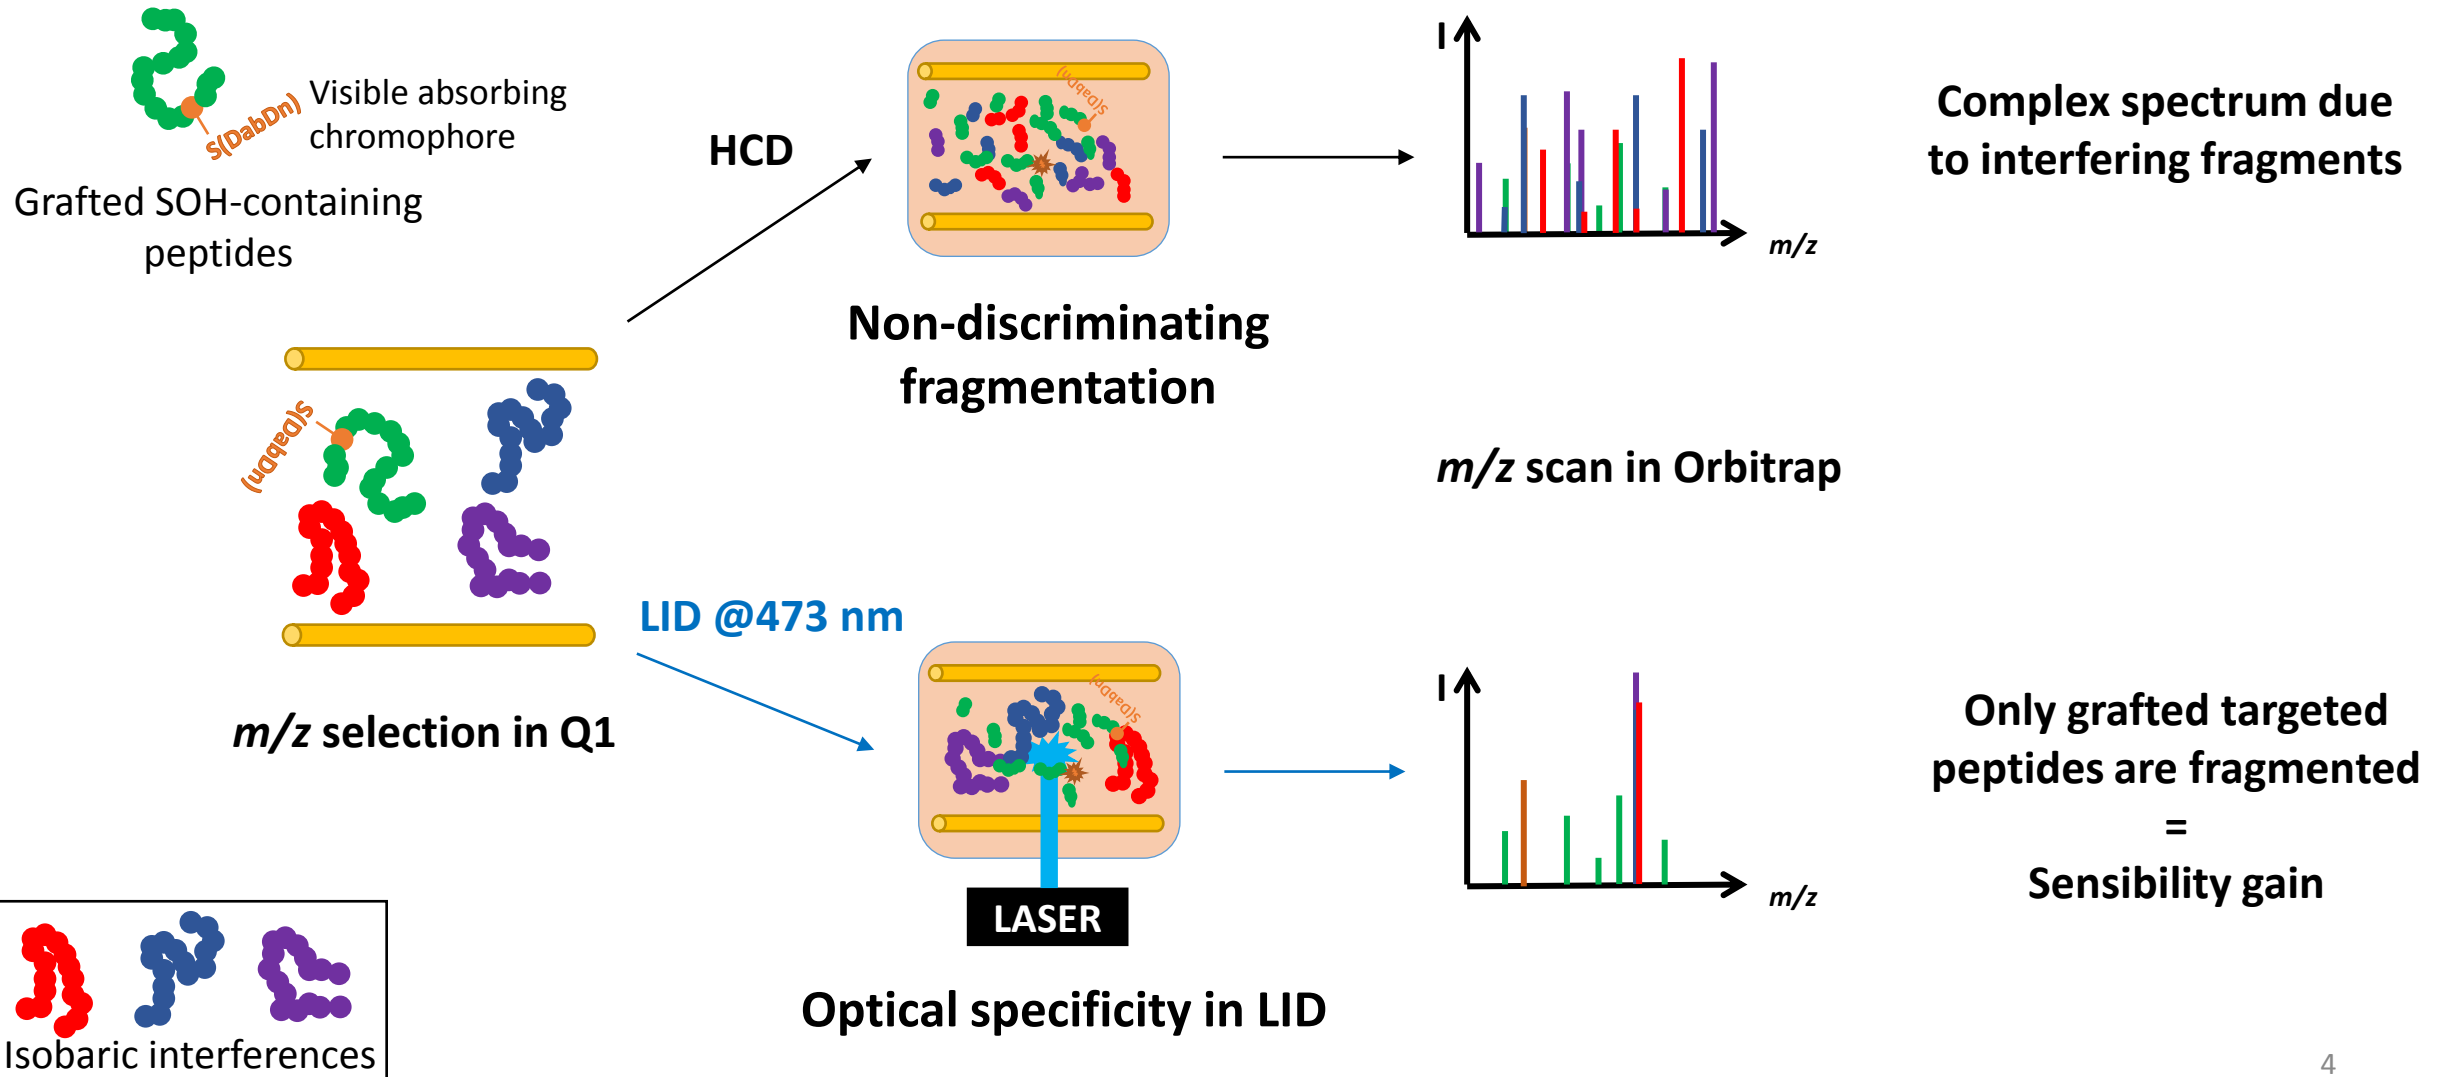 S(DabDn)
Visible absorbing
chromophore
Grafted SOH-containing
peptides
HCD
S(DabDn)
Non-discriminating
fragmentation
I
m/z
Complex spectrum due
to interfering fragments
S(DabDn)
m/z selection in Q1
m/z scan in Orbitrap
LID @473 nm
S(DabDn)
LASER
Optical specificity in LID
I
m/z
Only grafted targeted
peptides are fragmented
=
Sensibility gain
Isobaric interferences
4